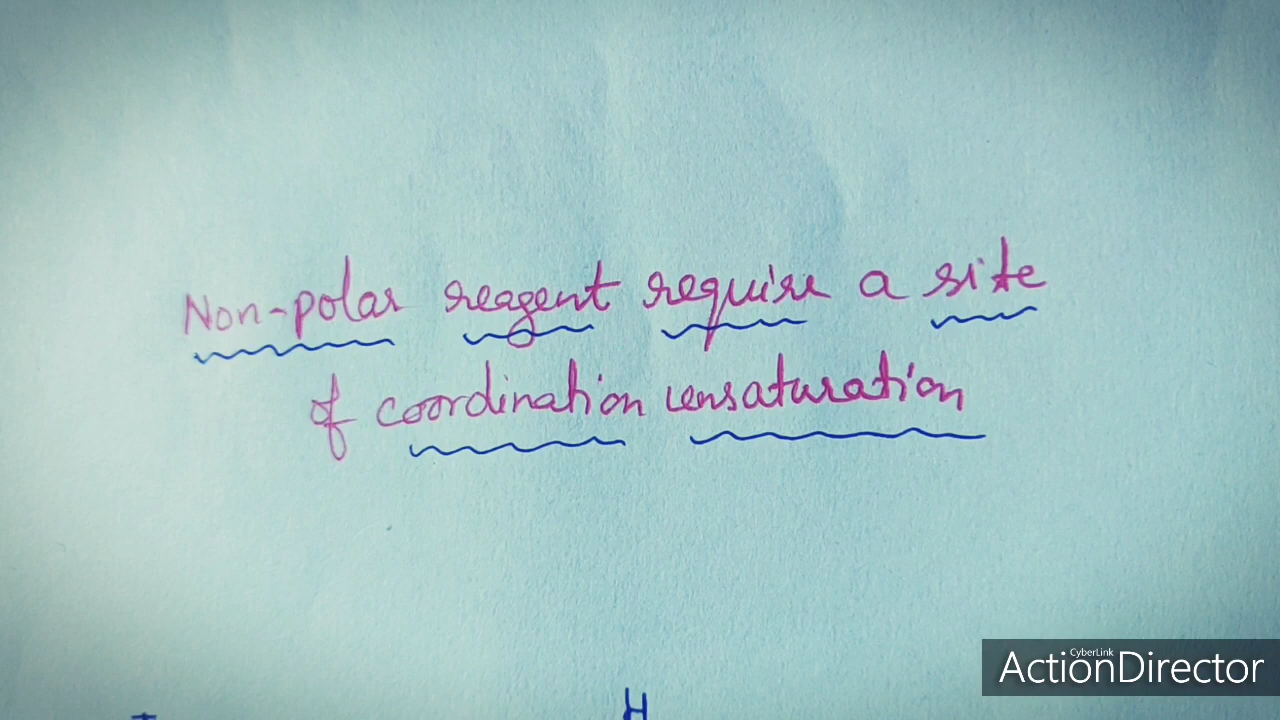 Non-polar reagent require a site
of coordination unsaturation
H
CyberLink
ActionDirector